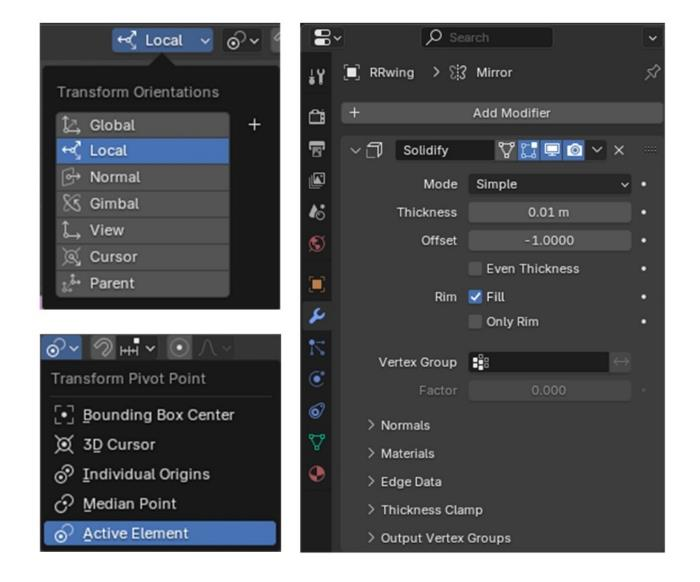 Local
Transform Orientations
Global
Local
Normal
Gimbal
View
Cursor
Parent
Transform Pivot Point
Bounding Box Center
3D Cursor
Individual Origins
Median Point
Active Element
Search
RRwing > Mirror
+ Add Modifier
Solidify
Mode Simple
Thickness 0.01 m
Offset -1.0000
Even Thickness
Rim Fill
Only Rim
Vertex Group
Factor 0.000
Normals
Materials
Edge Data
Thickness Clamp
Output Vertex Groups